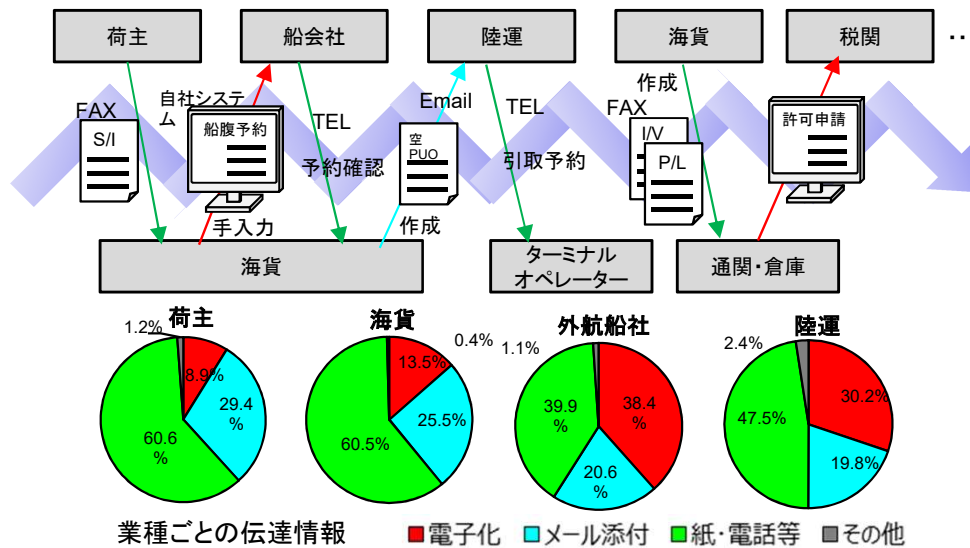 荷主
船会社
陸運
海貨
税関
‥
FAX
S/I
自社システ
ム
船腹予約
手入力
TEL
予約確認
空
PUO
Email
作成
TEL
引取予約
作成
FAX
I/V
P/L
許可申請
海貨
ターミナル
オペレーター
通関・倉庫
荷主
1.2%
8.9%
29.4
%
60.6
%
海貨
0.4%
13.5%
25.5%
60.5%
外航船社
1.1%
38.4
%
20.6
%
39.9
%
陸運
2.4%
30.2%
19.8%
47.5%
業種ごとの伝達情報
電子化
メール添付
紙・電話等
その他